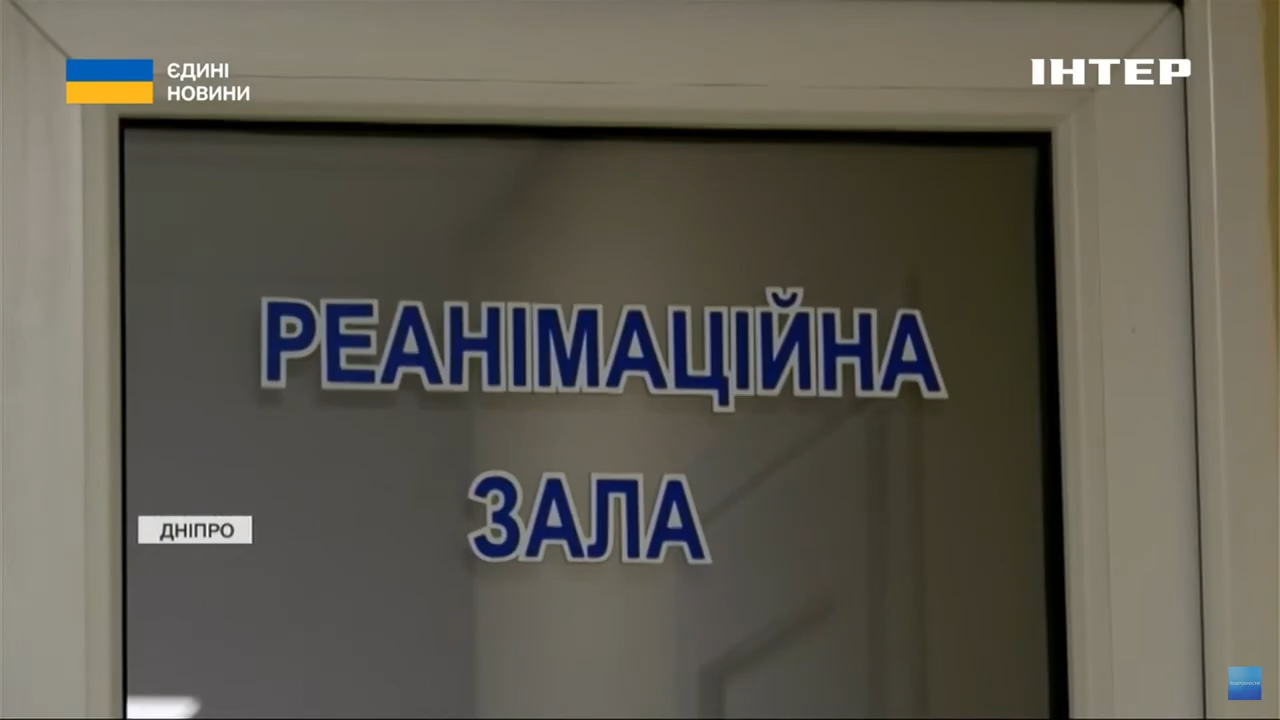 ЄДИНІ
НОВИНИ
ІНТЕР
РЕАНІМАЦІЙНА
ЗАЛА
ДНІПРО